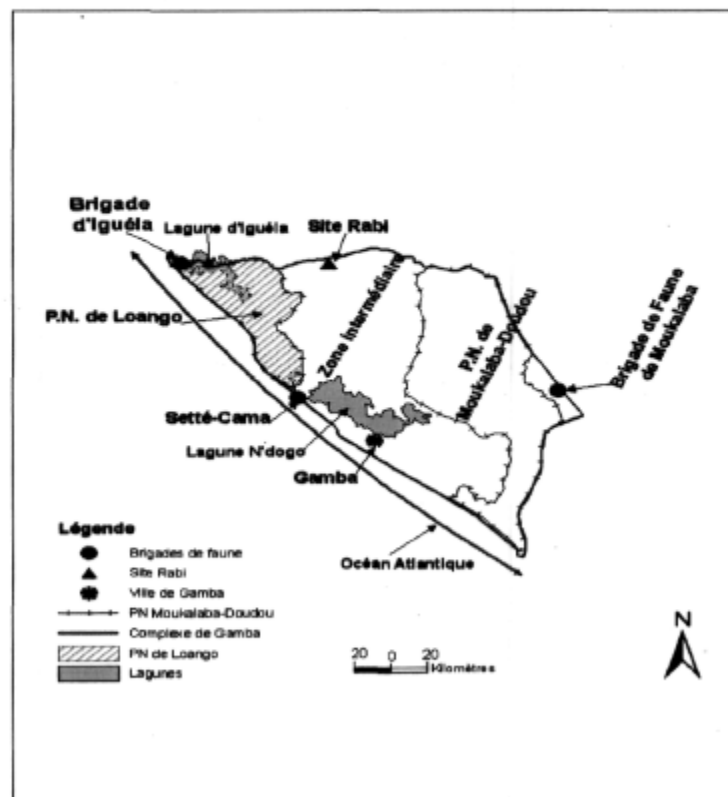 Brigade
d'Iguéla
Lagune d'Iguéla
Site Rabi
P.N. de Loango
Zone Intermédiaire
P.N. de
Moukalaba-Doudou
Brigade de Faune
de Moukalaba
Setté-Cama
Lagune N'dogo
Gamba
Océan Atlantique
Légende
Brigades de faune
Site Rabi
Ville de Gamba
PN Moukalaba-Doudou
Complexe de Gamba
PN de Loango
Lagunes
20 0 20
Kilomètres
N